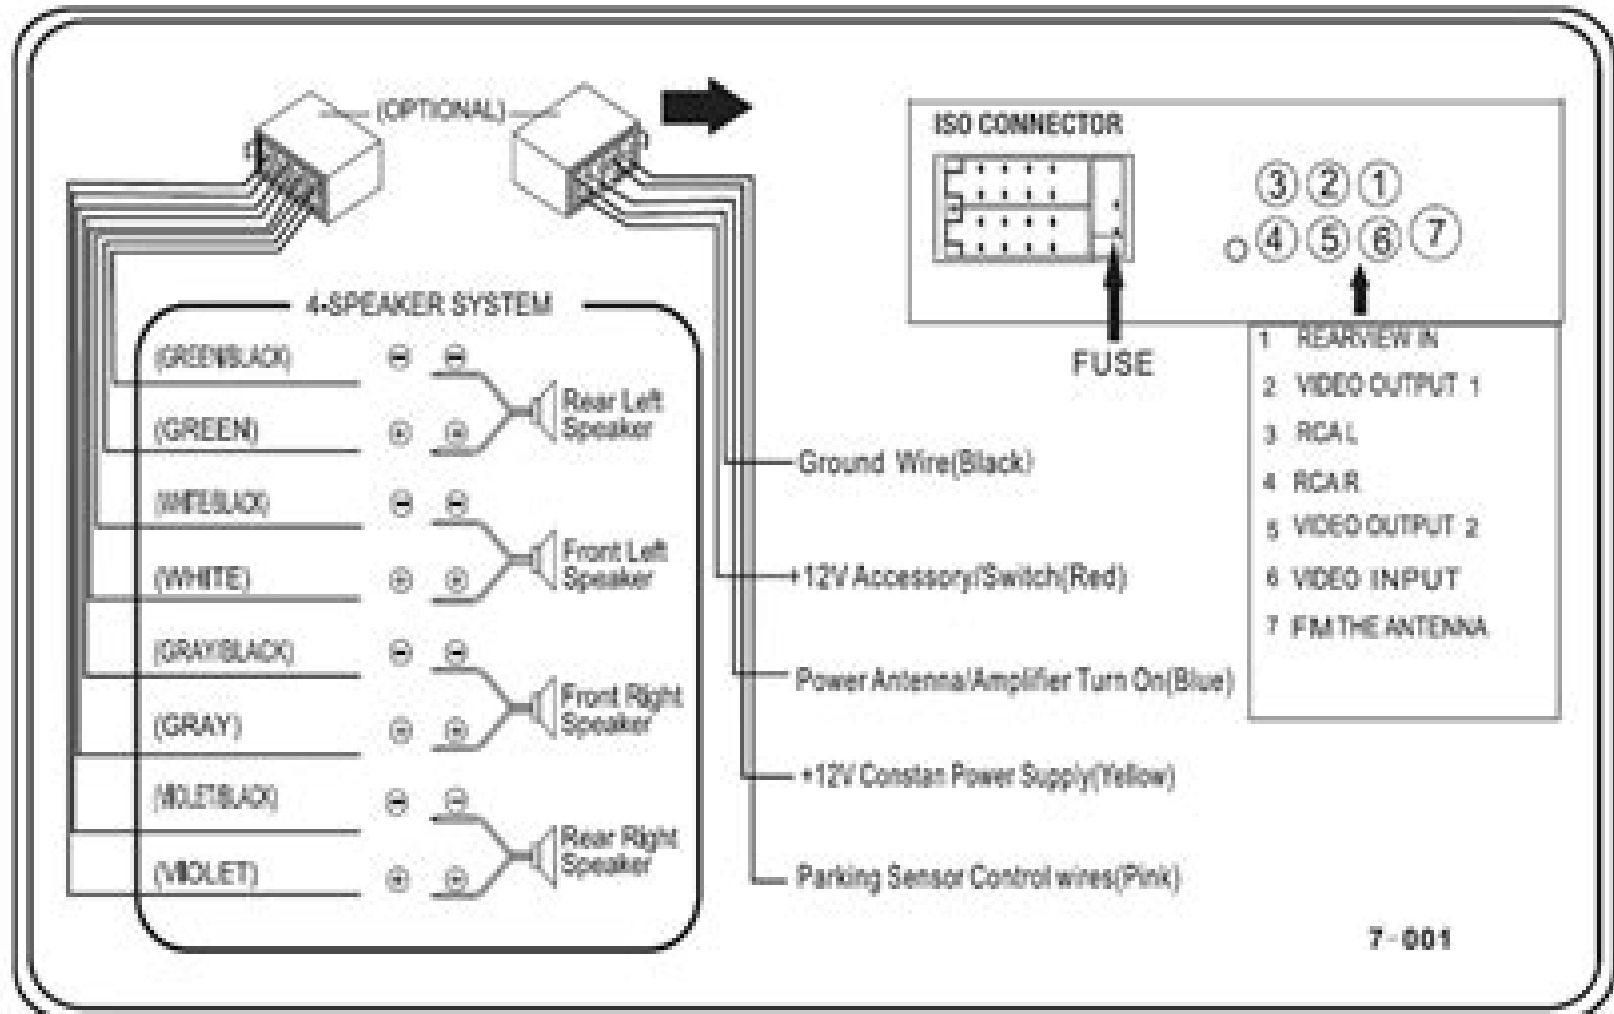 (OPTIONAL)
ISO CONNECTOR
3 2 1
4 5 6 7
FUSE
1 REARVIEW IN
2 VIDEO OUTPUT 1
3 RCA L
4 RCA R
5 VIDEO OUTPUT 2
6 VIDEO INPUT
7 FM THE ANTENNA
4-SPEAKER SYSTEM
(GREEN/BLACK)
(GREEN)
Rear Left
Speaker
(WHITE/BLACK)
(WHITE)
Front Left
Speaker
(GRAY/BLACK)
(GRAY)
Front Right
Speaker
(VIOLET/BLACK)
(VIOLET)
Rear Right
Speaker
Ground Wire(Black)
+12V Accessory/Switch(Red)
Power Antenna/Amplifier Turn On(Blue)
+12V Constan Power Supply(Yellow)
Parking Sensor Control wires(Pink)
7-001